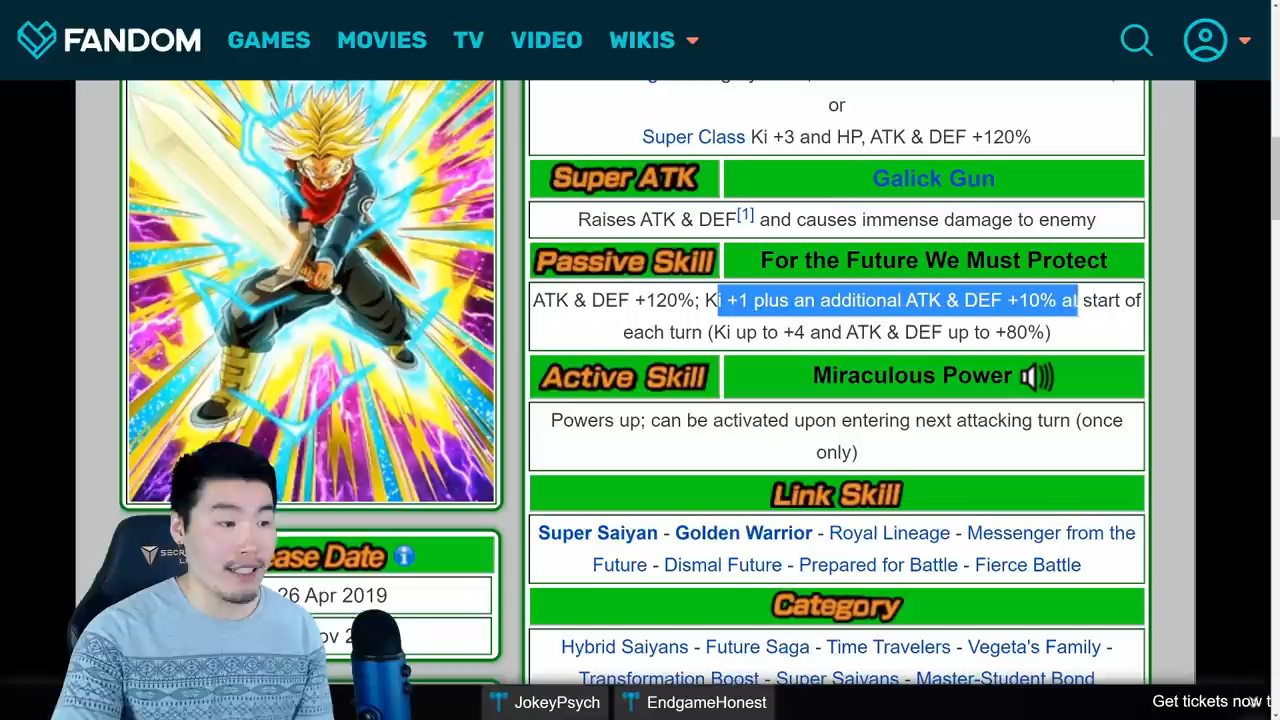 FANDOM GAMES MOVIES TV VIDEO WIKIS
or
Super Class Ki +3 and HP, ATK & DEF +120%
Super ATK Galick Gun
Raises ATK & DEF[1] and causes immense damage to enemy
Passive Skill For the Future We Must Protect
ATK & DEF +120%; Ki +1 plus an additional ATK & DEF +10% at start of
each turn (Ki up to +4 and ATK & DEF up to +80%)
Active Skill Miraculous Power
Powers up; can be activated upon entering next attacking turn (once
only)
Link Skill
Super Saiyan - Golden Warrior - Royal Lineage - Messenger from the
Future - Dismal Future - Prepared for Battle - Fierce Battle
Category
Hybrid Saiyans - Future Saga - Time Travelers - Vegeta's Family -
Transformation Boost - Super Saiyans - Master-Student Bond
ease Date
26 Apr 2019
ov 2
SECRE
JokeyPsych EndgameHonest Get tickets now t